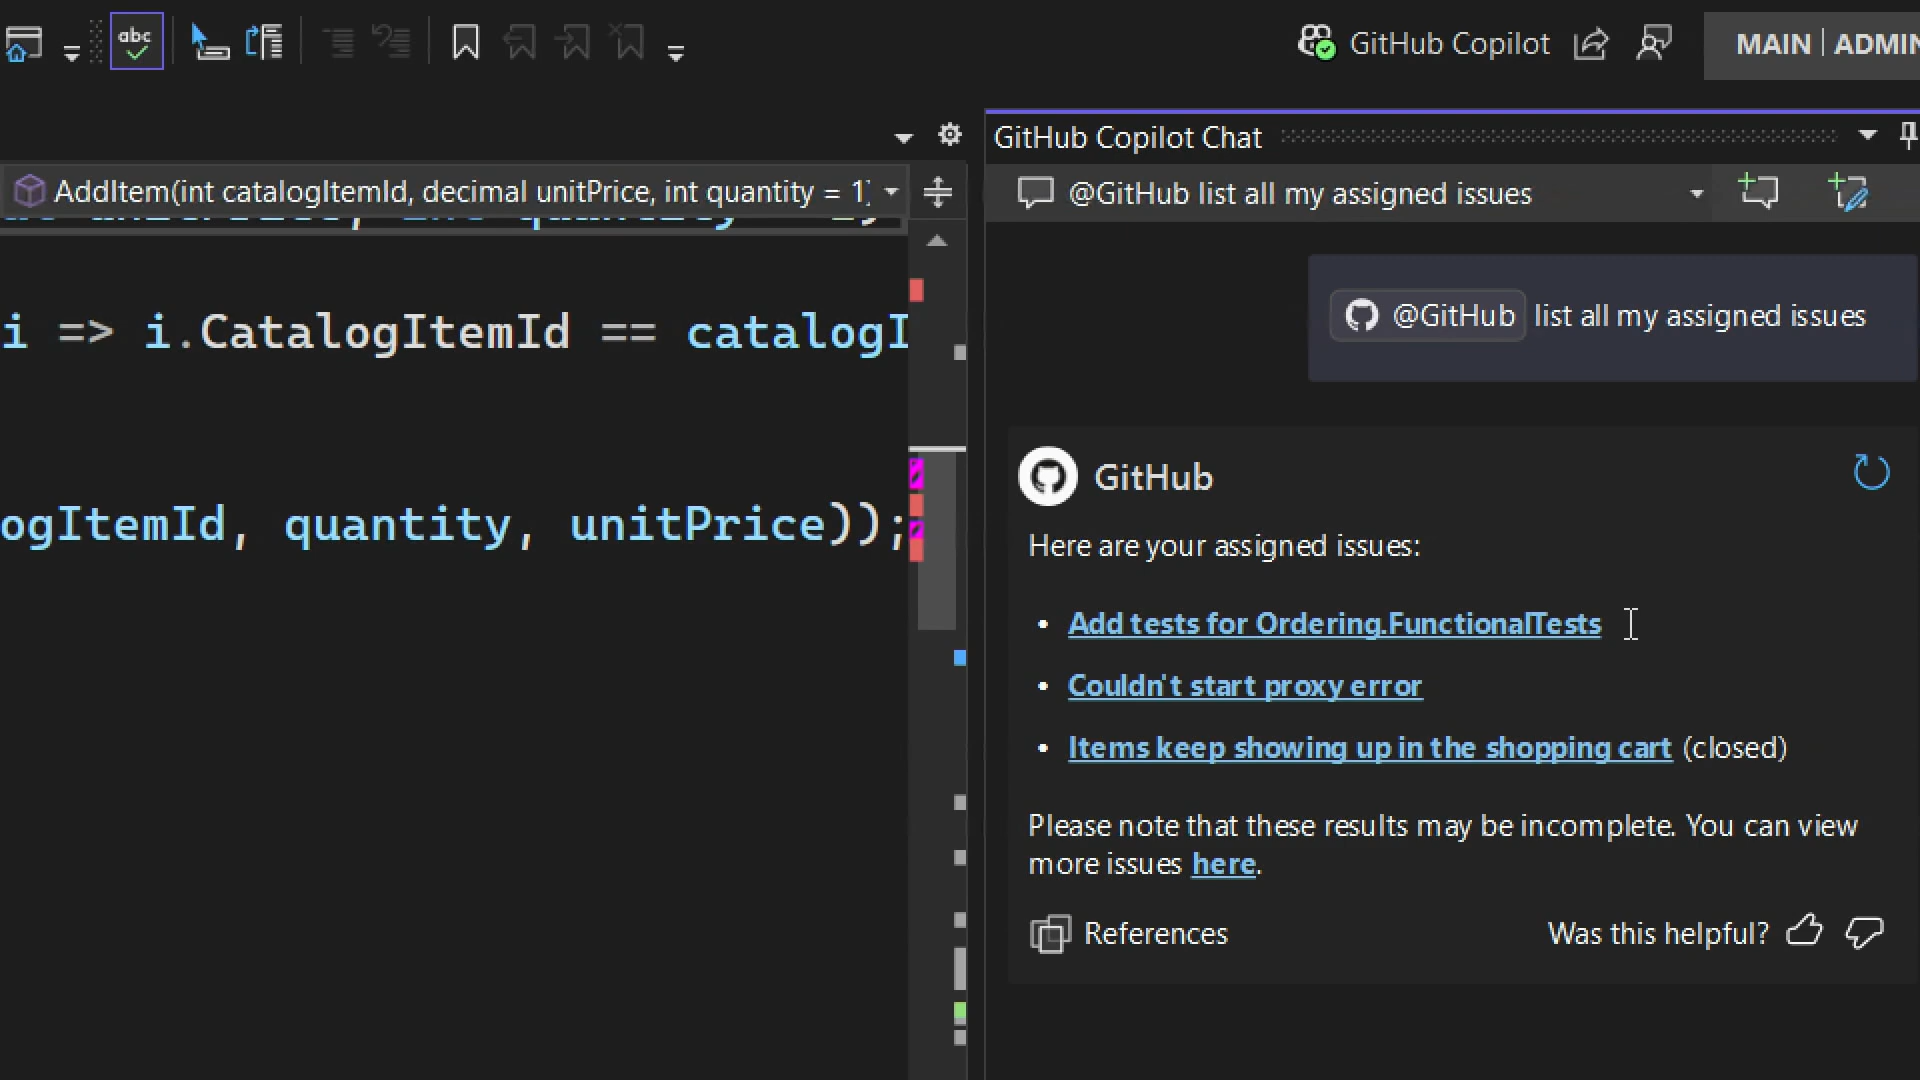 abc
GitHub Copilot
MAIN
GitHub Copilot Chat
AddItem(int catalogItemId, decimal unitPrice, int quantity = 1)
@GitHub list all my assigned issues
@GitHub list all my assigned issues
i => i.CatalogItemId == catalogI
GitHub
ogItemId, quantity, unitPrice));
Here are your assigned issues:
• Add tests for Ordering.FunctionalTests
• Couldn't start proxy error
• Items keep showing up in the shopping cart (closed)
Please note that these results may be incomplete. You can view
more issues here.
References
Was this helpful?